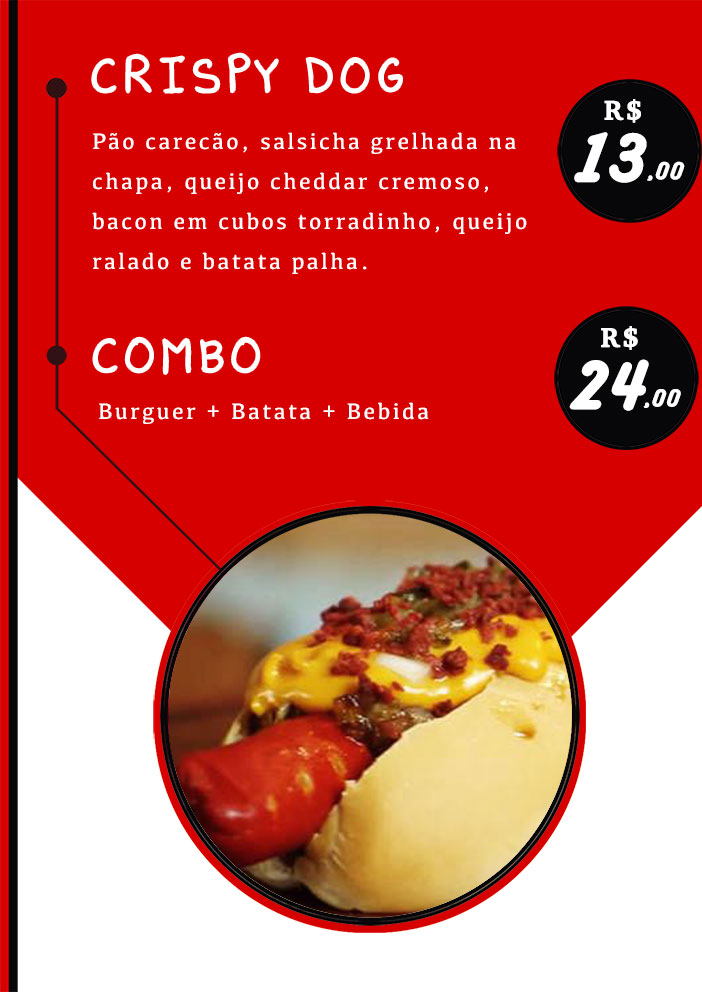 CRISPY DOG
R$
13.00
Pão carecão, salsicha grelhada na
chapa, queijo cheddar cremoso,
bacon em cubos torradinho, queijo
ralado e batata palha.
COMBO
R$
24.00
Burguer + Batata + Bebida